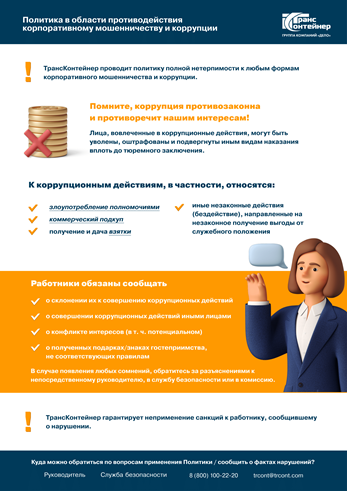 Политика в области противодействия
корпоративному мошенничеству и коррупции
ТрансКонтейнер
ГРУППА КОМПАНИЙ «ДЕЛО»
ТрансКонтейнер проводит политику полной нетерпимости к любым формам
корпоративного мошенничества и коррупции.
Помните, коррупция противозаконна
и противоречит нашим интересам!
Лица, вовлеченные в коррупционные действия, могут быть
уволены, оштрафованы и подвергнуты иным видам наказания
вплоть до тюремного заключения.
К коррупционным действиям, в частности, относятся:
злоупотребление полномочиями
коммерческий подкуп
получение и дача взятки
иные незаконные действия
(бездействие), направленные на
незаконное получение выгоды от
служебного положения
Работники обязаны сообщать
о склонении их к совершению коррупционных действий
о совершении коррупционных действий иными лицами
о конфликте интересов (в т. ч. потенциальном)
о полученных подарках/знаках гостеприимства,
не соответствующих правилам
В случае появления любых сомнений, обратитесь за разъяснениями к
непосредственному руководителю, в службу безопасности или в комиссию.
ТрансКонтейнер гарантирует неприменение санкций к работнику, сообщившему
о нарушении.
Куда можно обратиться по вопросам применения Политики / сообщить о фактах нарушений?
Руководитель Служба безопасности 8 (800) 100-22-20 trcont@trcont.com